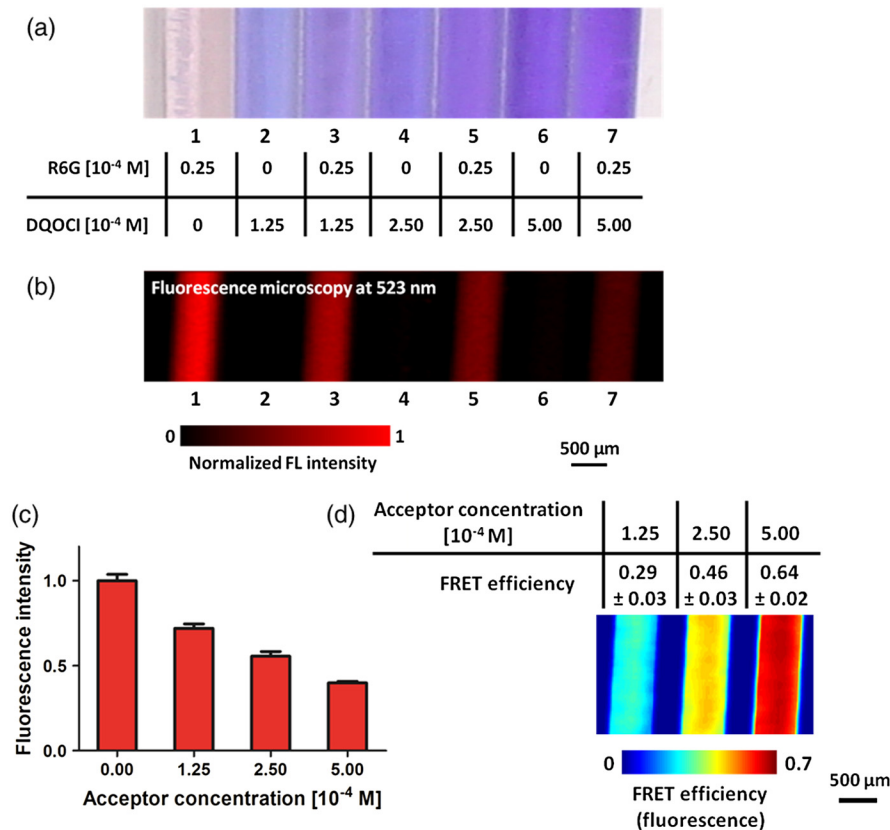 (a)
1 2 3 4 5 6 7
R6G [10⁻⁴ M] 0.25 0 0.25 0 0.25 0 0.25
DQOCI [10⁻⁴ M] 0 1.25 1.25 2.50 2.50 5.00 5.00
(b)
Fluorescence microscopy at 523 nm
1 2 3 4 5 6 7
0 1
Normalized FL intensity
500 µm
(c)
Fluorescence intensity
1.0
0.5
0.0
0.00 1.25 2.50 5.00
Acceptor concentration [10⁻⁴ M]
(d)
Acceptor concentration
[10⁻⁴ M] 1.25 2.50 5.00
FRET efficiency 0.29 0.46 0.64
± 0.03 ± 0.03 ± 0.02
0 0.7
FRET efficiency
(fluorescence)
500 µm